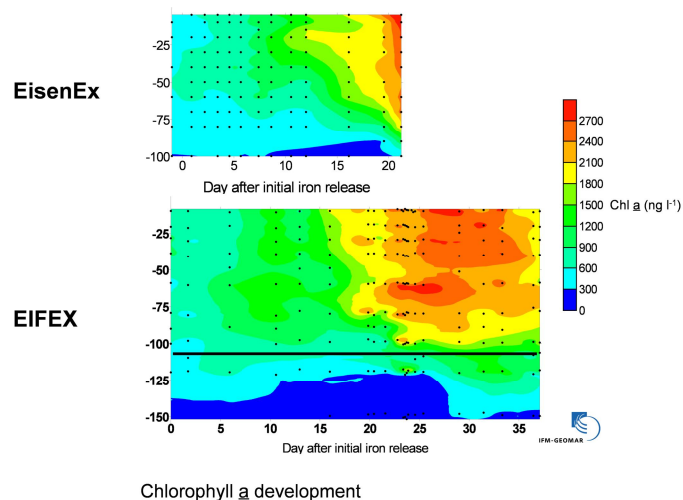 EisenEx
-25
-50
-75
-100
0 5 10 15 20
Day after initial iron release
2700
2400
2100
1800
1500 Chl a (ng l-1)
1200
900
600
300
0
EIFEX
-25
-50
-75
-100
-125
-150
0 5 10 15 20 25 30 35
Day after initial iron release
IFM-GEOMAR
Chlorophyll a development